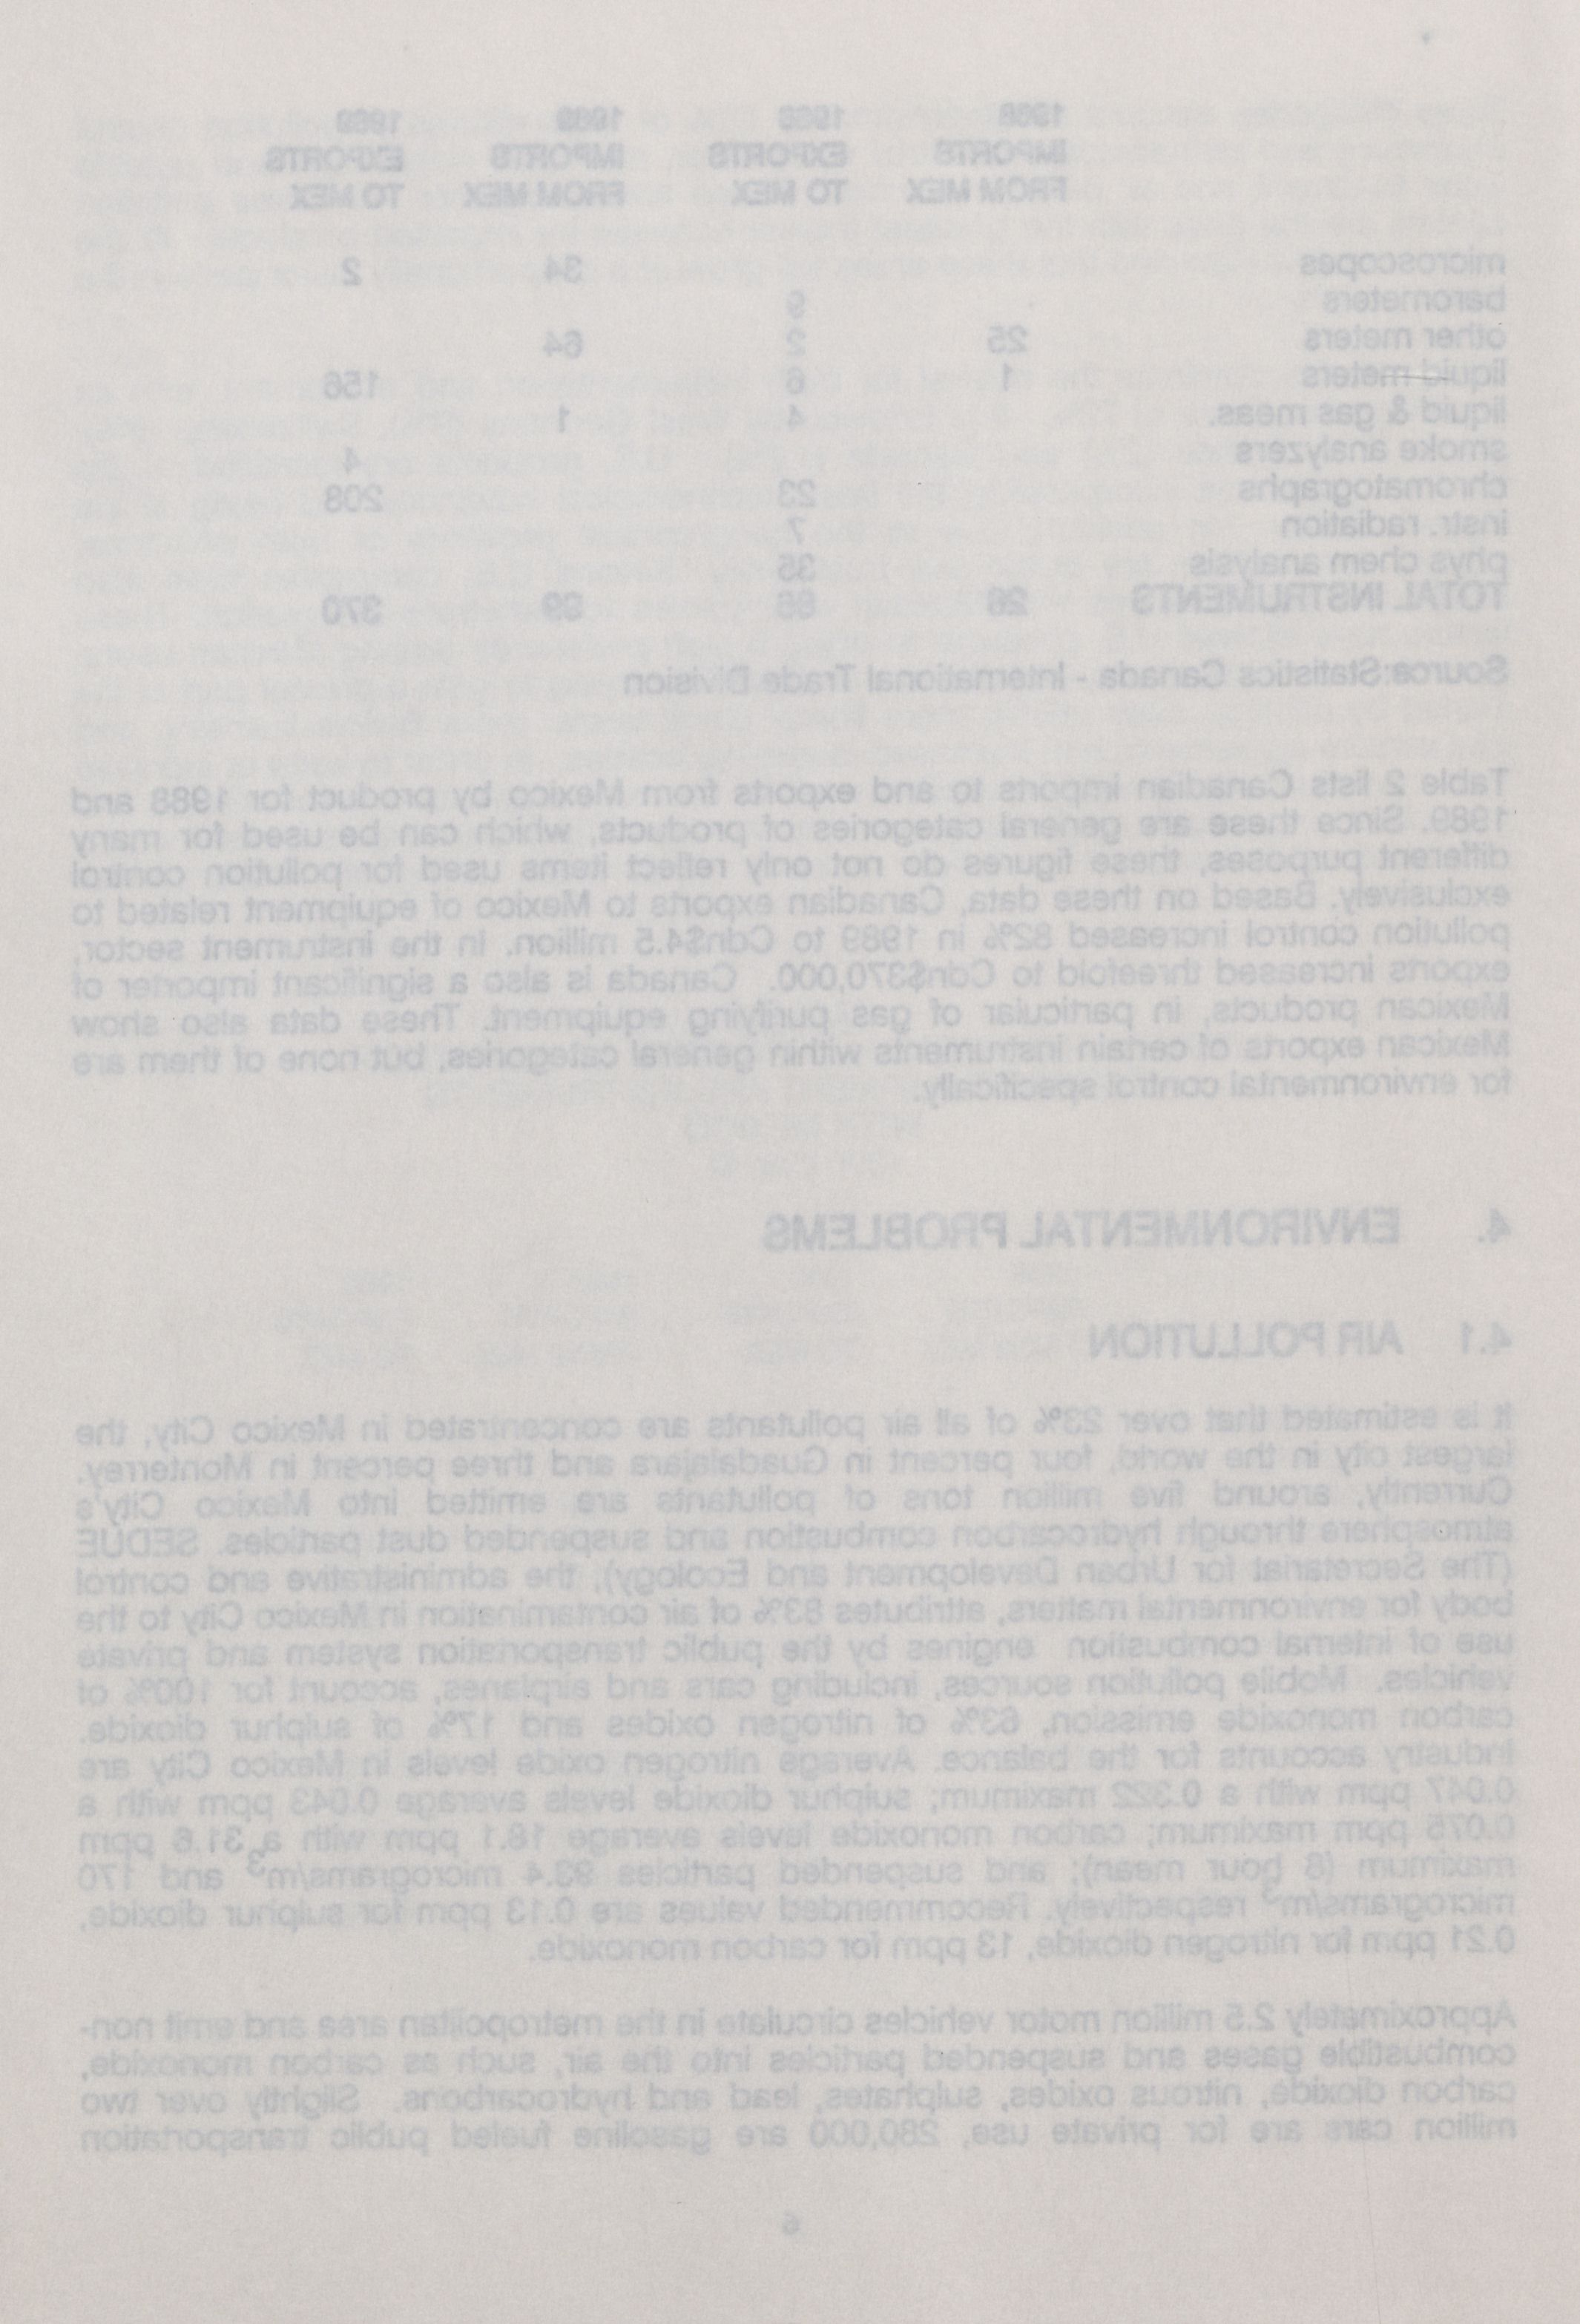 1988 1988 1989 1989
IMPORTS EXPORTS IMPORTS EXPORTS
FROM MEX TO MEX FROM MEX TO MEX
microscopes 34 2
barometers 9
other meters 25 2 64
liquid meters 1 6 156
liquid & gas meas. 4 1
smoke analyzers 4
chromatographs 23 208
instr. radiation 7
phys chem analysis 35
TOTAL INSTRUMENTS 26 86 99 370
Source:Statistics Canada - International Trade Division
Table 2 lists Canadian imports to and exports from Mexico by product for 1988 and
1989. Since these are general categories of products, which can be used for many
different purposes, these figures do not only reflect items used for pollution control
exclusively. Based on these data, Canadian exports to Mexico of equipment related to
pollution control increased 82% in 1989 to Cdn$4.5 million. In the instrument sector,
exports increased threefold to Cdn$370,000. Canada is also a significant importer of
Mexican products, in particular of gas purifying equipment. These data also show
Mexican exports of certain instruments within general categories, but none of them are
for environmental control specifically.
4. ENVIRONMENTAL PROBLEMS
4.1 AIR POLLUTION
It is estimated that over 23% of all air pollutants are concentrated in Mexico City, the
largest city in the world, four percent in Guadalajara and three percent in Monterrey.
Currently, around five million tons of pollutants are emitted into Mexico City's
atmosphere through hydrocarbon combustion and suspended dust particles. SEDUE
(The Secretariat for Urban Development and Ecology), the administrative and control
body for environmental matters, attributes 83% of air contamination in Mexico City to the
use of internal combustion engines by the public transportation system and private
vehicles. Mobile pollution sources, including cars and airplanes, account for 100% of
carbon monoxide emission, 63% of nitrogen oxides and 17% of sulphur dioxide.
Industry accounts for the balance. Average nitrogen oxide levels in Mexico City are
0.047 ppm with a 0.322 maximum; sulphur dioxide levels average 0.043 ppm with a
0.075 ppm maximum; carbon monoxide levels average 18.1 ppm with a 31.6 ppm
maximum (8 hour mean); and suspended particles 93.4 micrograms/m³ and 170
micrograms/m³ respectively. Recommended values are 0.13 ppm for sulphur dioxide,
0.21 ppm for nitrogen dioxide, 13 ppm for carbon monoxide.
Approximately 2.5 million motor vehicles circulate in the metropolitan area and emit non-
combustible gases and suspended particles into the air, such as carbon monoxide,
carbon dioxide, nitrous oxides, sulphates, lead and hydrocarbons. Slightly over two
million cars are for private use, 280,000 are gasoline fueled public transportation
6